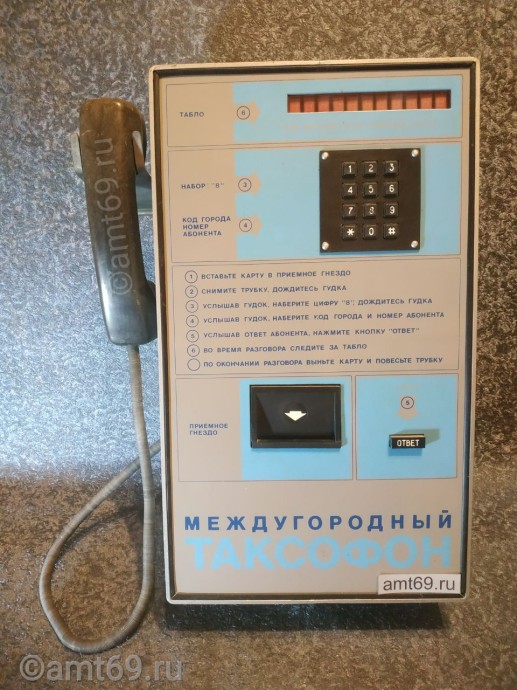 ©amt69.ru
ТАБЛО 6
1 2 3
4 5 6
7 8 9
* 0 #
НАБОР "8" 3
КОД ГОРОДА
НОМЕР
АБОНЕНТА
4
1 ВСТАВЬТЕ КАРТУ В ПРИЕМНОЕ ГНЕЗДО
2 СНИМИТЕ ТРУБКУ, ДОЖДИТЕСЬ ГУДКА
3 УСЛЫШАВ ГУДОК, НАБЕРИТЕ ЦИФРУ "8"; ДОЖДИТЕСЬ ГУДКА
4 УСЛЫШАВ ГУДОК, НАБЕРИТЕ КОД ГОРОДА И НОМЕР АБОНЕНТА
5 УСЛЫШАВ ОТВЕТ АБОНЕНТА, НАЖМИТЕ КНОПКУ "ОТВЕТ"
6 ВО ВРЕМЯ РАЗГОВОРА СЛЕДИТЕ ЗА ТАБЛО
ПО ОКОНЧАНИИ РАЗГОВОРА ВЫНЬТЕ КАРТУ И ПОВЕСЬТЕ ТРУБКУ
ПРИЕМНОЕ
ГНЕЗДО
5
ОТВЕТ
МЕЖДУГОРОДНЫЙ
ТАКСОФОН
amt69.ru
©amt69.ru
©amt69.ru